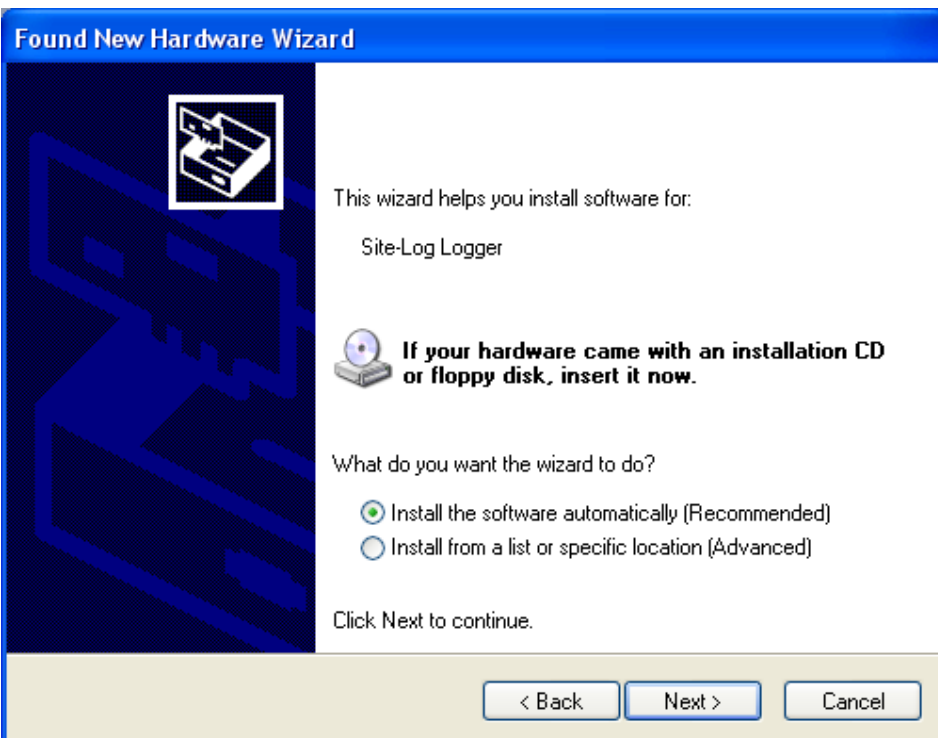 Found New Hardware Wizard
This wizard helps you install software for:
Site-Log Logger
If your hardware came with an installation CD
or floppy disk, insert it now.
What do you want the wizard to do?
Install the software automatically (Recommended)
Install from a list or specific location (Advanced)
Click Next to continue.
< Back Next > Cancel